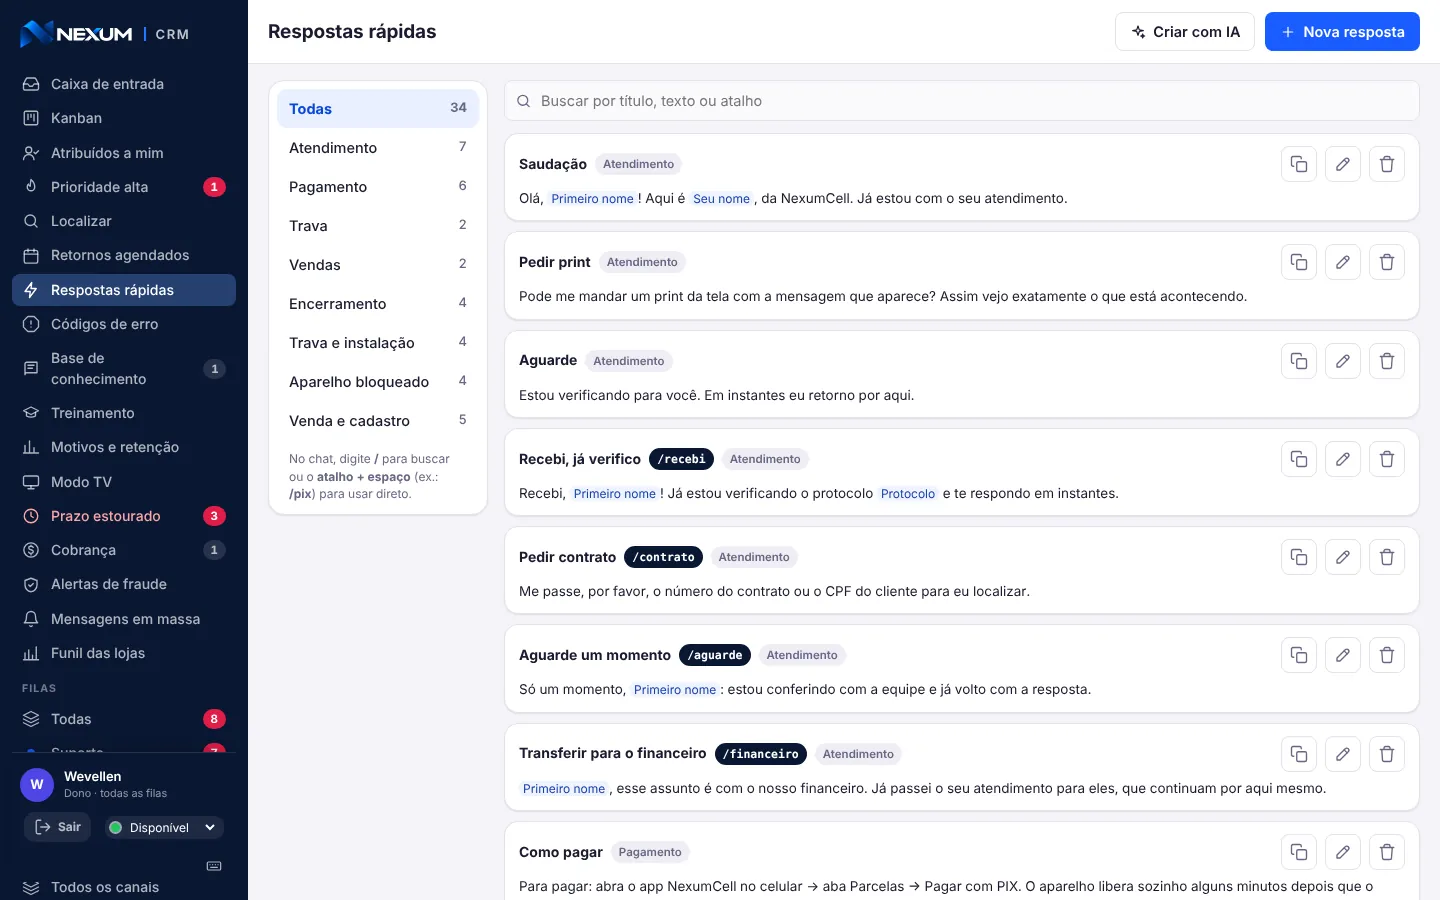 NEXUM | CRM
Caixa de entrada
Kanban
Atribuídos a mim
Prioridade alta 1
Localizar
Retornos agendados
Respostas rápidas
Códigos de erro
Base de
conhecimento 1
Treinamento
Motivos e retenção
Modo TV
Prazo estourado 3
Cobrança 1
Alertas de fraude
Mensagens em massa
Funil das lojas
FILAS
Todas 8
Suporte 7
W
Wevellen
Dono · todas as filas
Sair
Disponível
Todos os canais
Respostas rápidas
Criar com IA
+ Nova resposta
Todas 34
Atendimento 7
Pagamento 6
Trava 2
Vendas 2
Encerramento 4
Trava e instalação 4
Aparelho bloqueado 4
Venda e cadastro 5
No chat, digite / para buscar
ou o atalho + espaço (ex.:
/pix) para usar direto.
Buscar por título, texto ou atalho
Saudação Atendimento
Olá, Primeiro nome ! Aqui é Seu nome , da NexumCell. Já estou com o seu atendimento.
Pedir print Atendimento
Pode me mandar um print da tela com a mensagem que aparece? Assim vejo exatamente o que está acontecendo.
Aguarde Atendimento
Estou verificando para você. Em instantes eu retorno por aqui.
Recebi, já verifico /recebi Atendimento
Recebi, Primeiro nome ! Já estou verificando o protocolo Protocolo e te respondo em instantes.
Pedir contrato /contrato Atendimento
Me passe, por favor, o número do contrato ou o CPF do cliente para eu localizar.
Aguarde um momento /aguarde Atendimento
Só um momento, Primeiro nome : estou conferindo com a equipe e já volto com a resposta.
Transferir para o financeiro /financeiro Atendimento
Primeiro nome , esse assunto é com o nosso financeiro. Já passei o seu atendimento para eles, que continuam por aqui mesmo.
Como pagar Pagamento
Para pagar: abra o app NexumCell no celular → aba Parcelas → Pagar com PIX. O aparelho libera sozinho alguns minutos depois que o